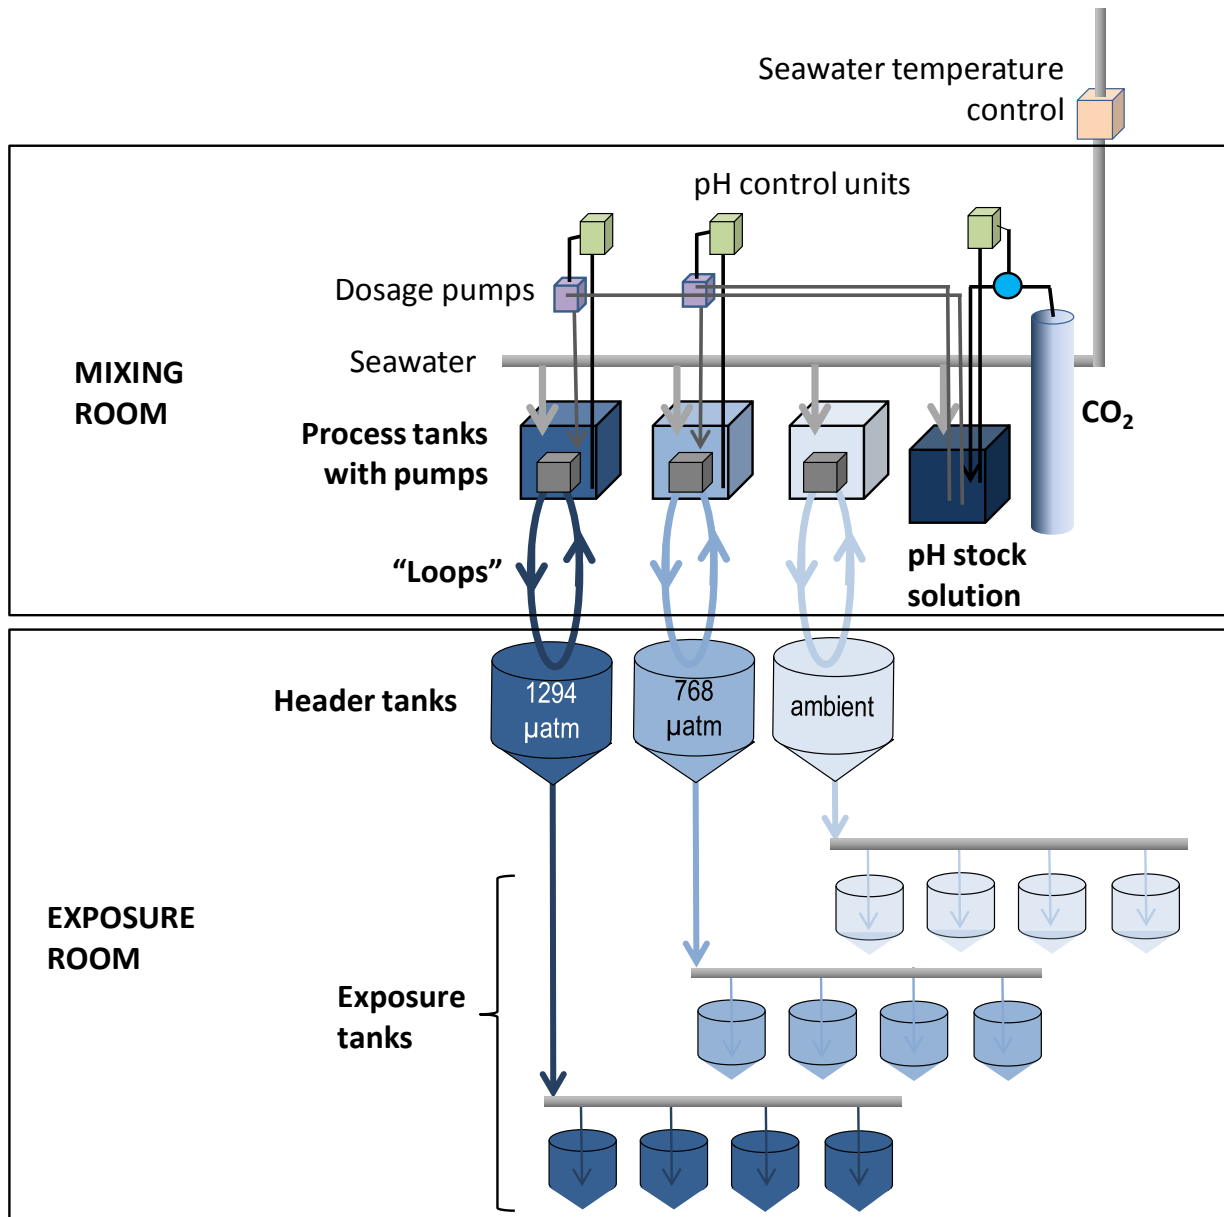 Seawater temperature
control
pH control units
Dosage pumps
Seawater
MIXING
ROOM
Process tanks
with pumps
CO₂
“Loops”
pH stock
solution
Header tanks
1294
µatm
768
µatm
ambient
EXPOSURE
ROOM
Exposure
tanks